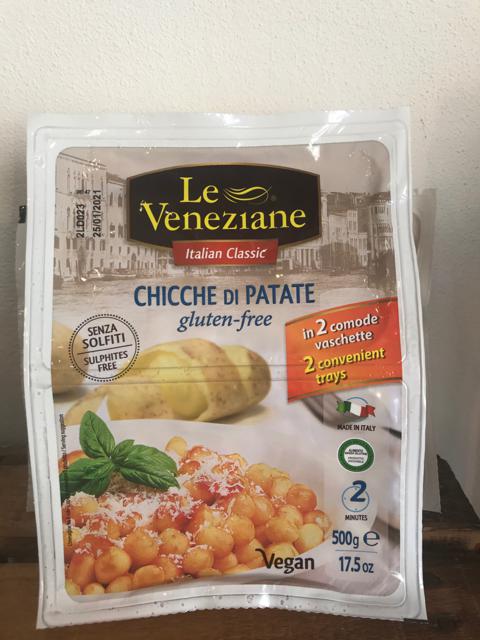 2LD023
25/01/2021
Le
Veneziane
Italian Classic
CHICCHE DI PATATE
gluten-free
SENZA
SOLFITI
SULPHITES
FREE
in 2 comode
vaschette
2 convenient
trays
MADE IN ITALY
2
MINUTES
500g e
17.5 oz
Vegan